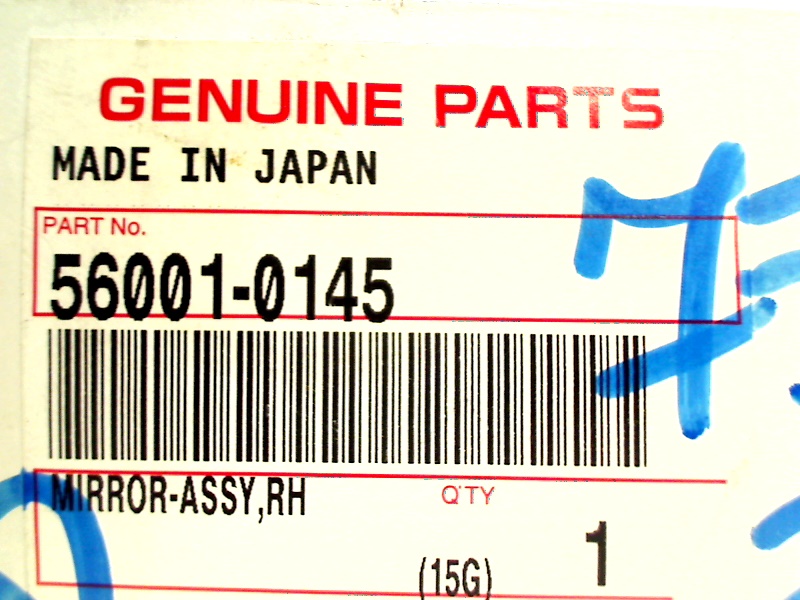 GENUINE PARTS
MADE IN JAPAN
PART No.
56001-0145
MIRROR-ASSY,RH
Q'TY
1
(15G)